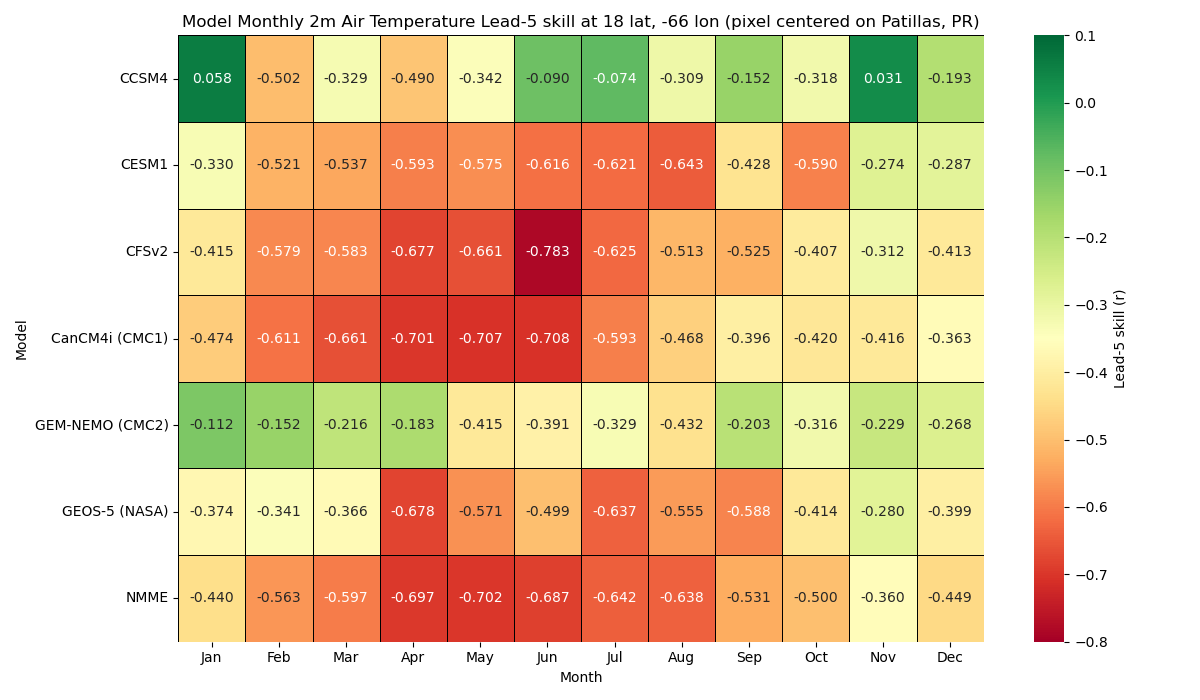 Model Monthly 2m Air Temperature Lead-5 skill at 18 lat, -66 lon (pixel centered on Patillas, PR)
Model
CCSM4 0.058 -0.502 -0.329 -0.490 -0.342 -0.090 -0.074 -0.309 -0.152 -0.318 0.031 -0.193
CESM1 -0.330 -0.521 -0.537 -0.593 -0.575 -0.616 -0.621 -0.643 -0.428 -0.590 -0.274 -0.287
CFSv2 -0.415 -0.579 -0.583 -0.677 -0.661 -0.783 -0.625 -0.513 -0.525 -0.407 -0.312 -0.413
CanCM4i (CMC1) -0.474 -0.611 -0.661 -0.701 -0.707 -0.708 -0.593 -0.468 -0.396 -0.420 -0.416 -0.363
GEM-NEMO (CMC2) -0.112 -0.152 -0.216 -0.183 -0.415 -0.391 -0.329 -0.432 -0.203 -0.316 -0.229 -0.268
GEOS-5 (NASA) -0.374 -0.341 -0.366 -0.678 -0.571 -0.499 -0.637 -0.555 -0.588 -0.414 -0.280 -0.399
NMME -0.440 -0.563 -0.597 -0.697 -0.702 -0.687 -0.642 -0.638 -0.531 -0.500 -0.360 -0.449
Jan Feb Mar Apr May Jun Jul Aug Sep Oct Nov Dec
Month
0.1
0.0
−0.1
−0.2
−0.3
−0.4
−0.5
−0.6
−0.7
−0.8
Lead-5 skill (r)